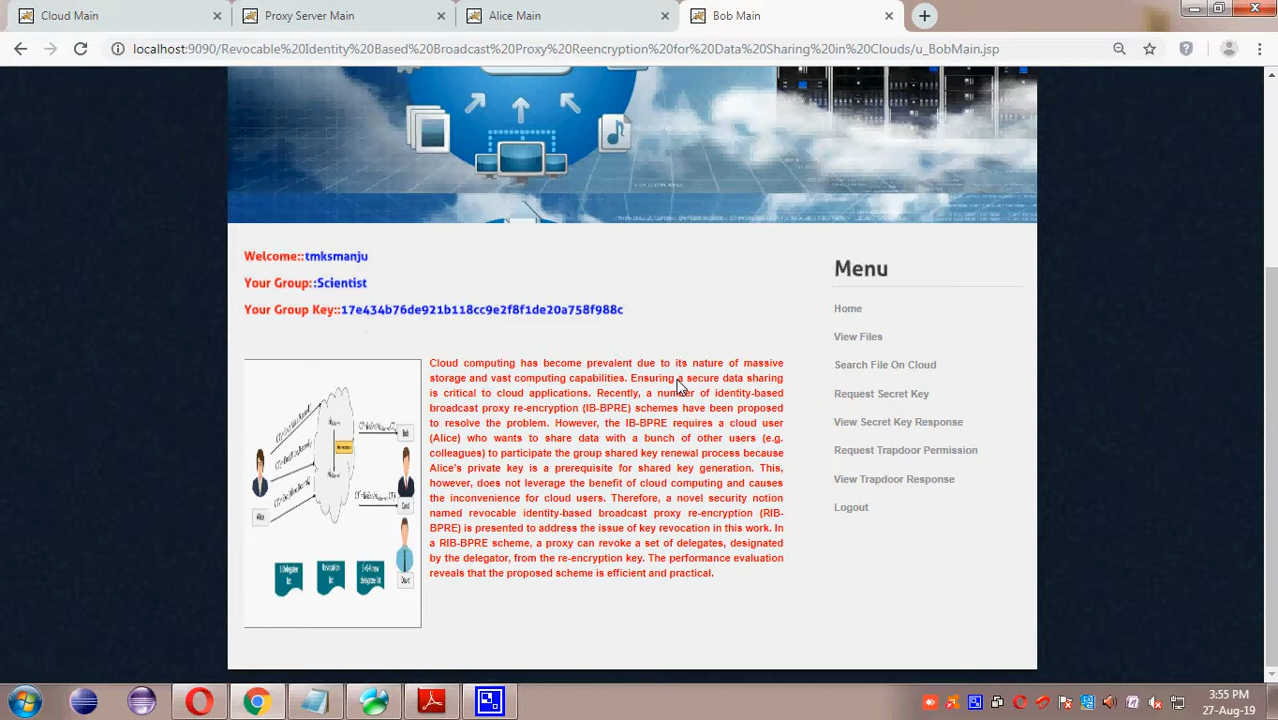 Cloud Main
Proxy Server Main
Alice Main
Bob Main
localhost:9090/Revocable%20Identity%20Based%20Broadcast%20Proxy%20Reencryption%20for%20Data%20Sharing%20in%20Clouds/u_BobMain.jsp
Welcome::tmksmanju
Your Group::Scientist
Your Group Key::17e434b76de921b118cc9e2f8f1de20a758f988c
Cloud computing has become prevalent due to its nature of massive
storage and vast computing capabilities. Ensuring a secure data sharing
is critical to cloud applications. Recently, a number of identity-based
broadcast proxy re-encryption (IB-BPRE) schemes have been proposed
to resolve the problem. However, the IB-BPRE requires a cloud user
(Alice) who wants to share data with a bunch of other users (e.g.
colleagues) to participate the group shared key renewal process because
Alice's private key is a prerequisite for shared key generation. This,
however, does not leverage the benefit of cloud computing and causes
the inconvenience for cloud users. Therefore, a novel security notion
named revocable identity-based broadcast proxy re-encryption (RIB-
BPRE) is presented to address the issue of key revocation in this work. In
a RIB-BPRE scheme, a proxy can revoke a set of delegates, designated
by the delegator, from the re-encryption key. The performance evaluation
reveals that the proposed scheme is efficient and practical.
Menu
Home
View Files
Search File On Cloud
Request Secret Key
View Secret Key Response
Request Trapdoor Permission
View Trapdoor Response
Logout
3:55 PM
27-Aug-19